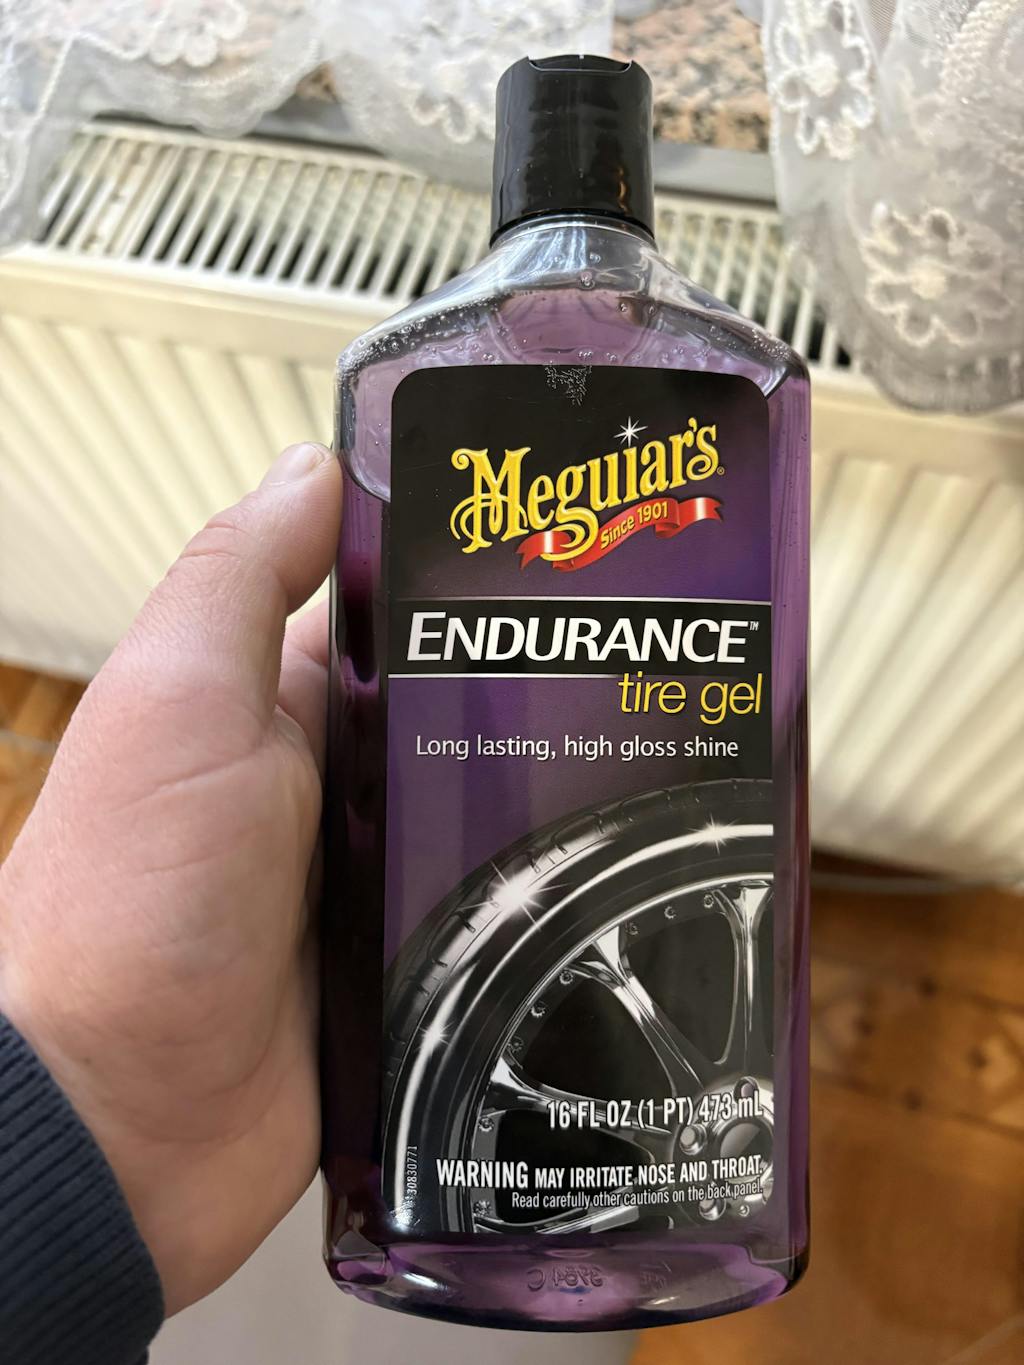 Meguiar's®
Since 1901
ENDURANCE™
tire gel
Long lasting, high gloss shine
16 FL OZ (1 PT) 473 mL
WARNING MAY IRRITATE NOSE AND THROAT.
Read carefully other cautions on the back panel.
30830771